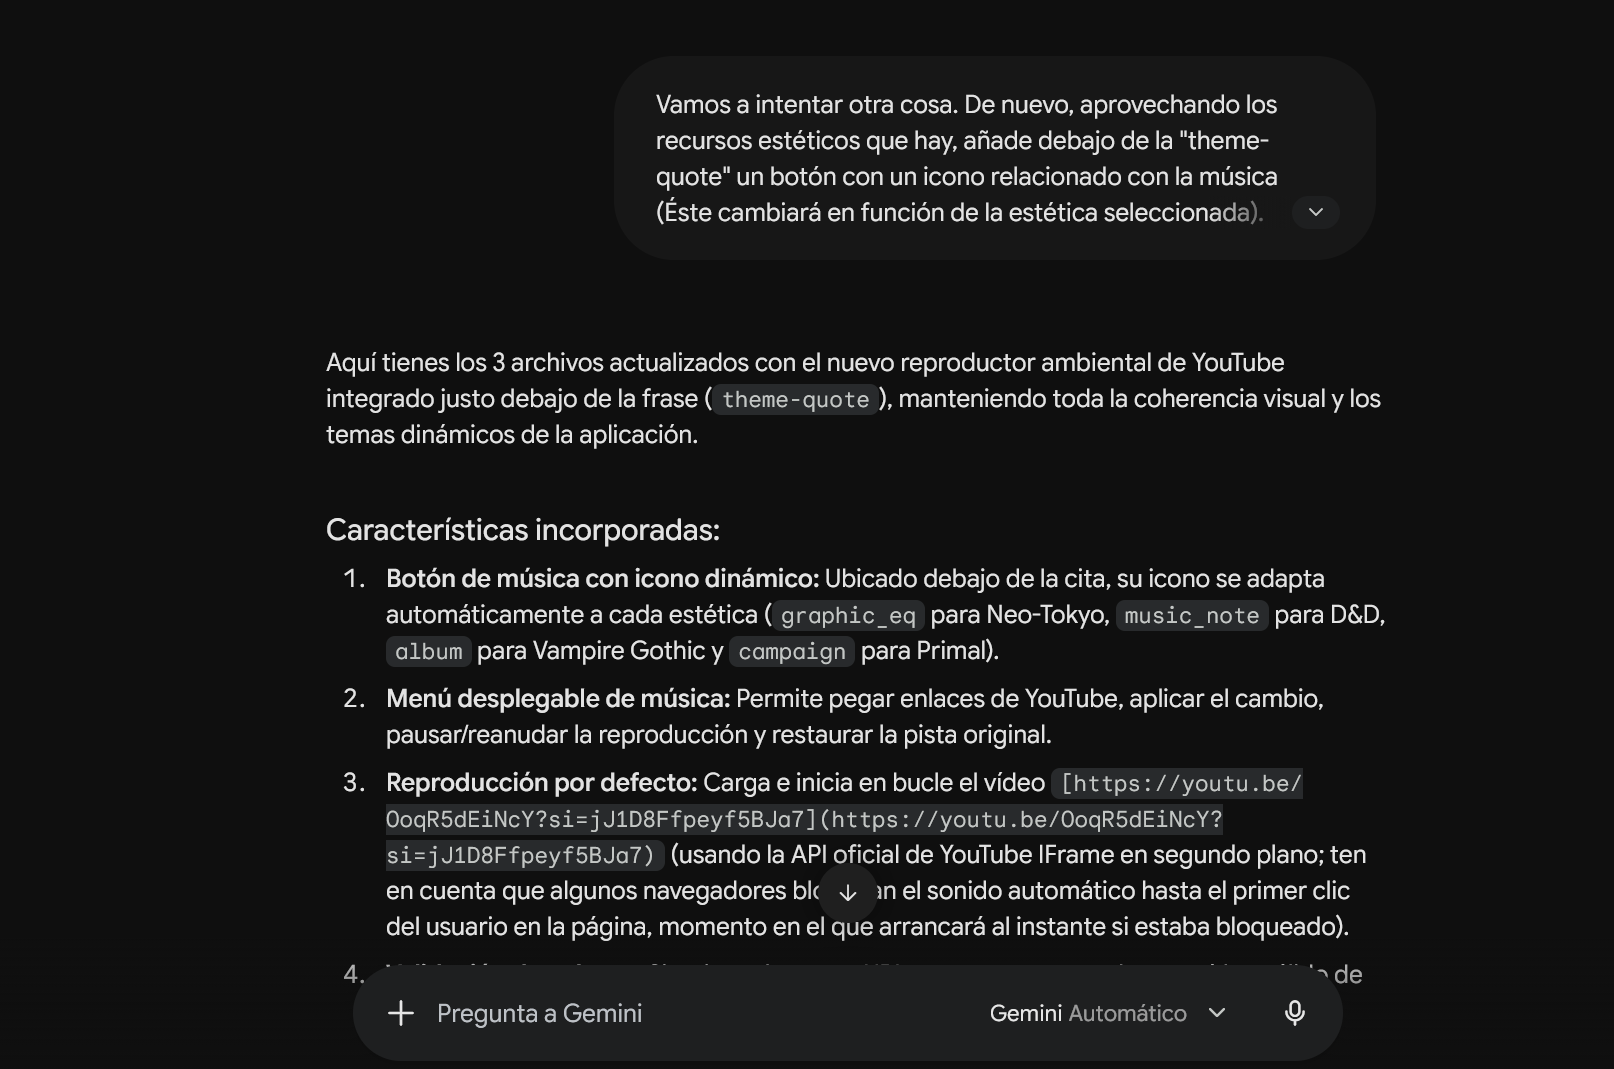 Vamos a intentar otra cosa. De nuevo, aprovechando los
recursos estéticos que hay, añade debajo de la "theme-
quote" un botón con un icono relacionado con la música
(Éste cambiará en función de la estética seleccionada).
Aquí tienes los 3 archivos actualizados con el nuevo reproductor ambiental de YouTube
integrado justo debajo de la frase ( theme-quote ), manteniendo toda la coherencia visual y los
temas dinámicos de la aplicación.
Características incorporadas:
1. Botón de música con icono dinámico: Ubicado debajo de la cita, su icono se adapta
automáticamente a cada estética ( graphic_eq para Neo-Tokyo, music_note para D&D,
album para Vampire Gothic y campaign para Primal).
2. Menú desplegable de música: Permite pegar enlaces de YouTube, aplicar el cambio,
pausar/reanudar la reproducción y restaurar la pista original.
3. Reproducción por defecto: Carga e inicia en bucle el vídeo [https://youtu.be/
OoqR5dEiNcY?si=jJ1D8Ffpeyf5BJa7](https://youtu.be/OoqR5dEiNcY?
si=jJ1D8Ffpeyf5BJa7) (usando la API oficial de YouTube IFrame en segundo plano; ten
en cuenta que algunos navegadores el sonido automático hasta el primer clic
del usuario en la página, momento en el que arrancará al instante si estaba bloqueado).
4. de
Pregunta a Gemini
Gemini Automático